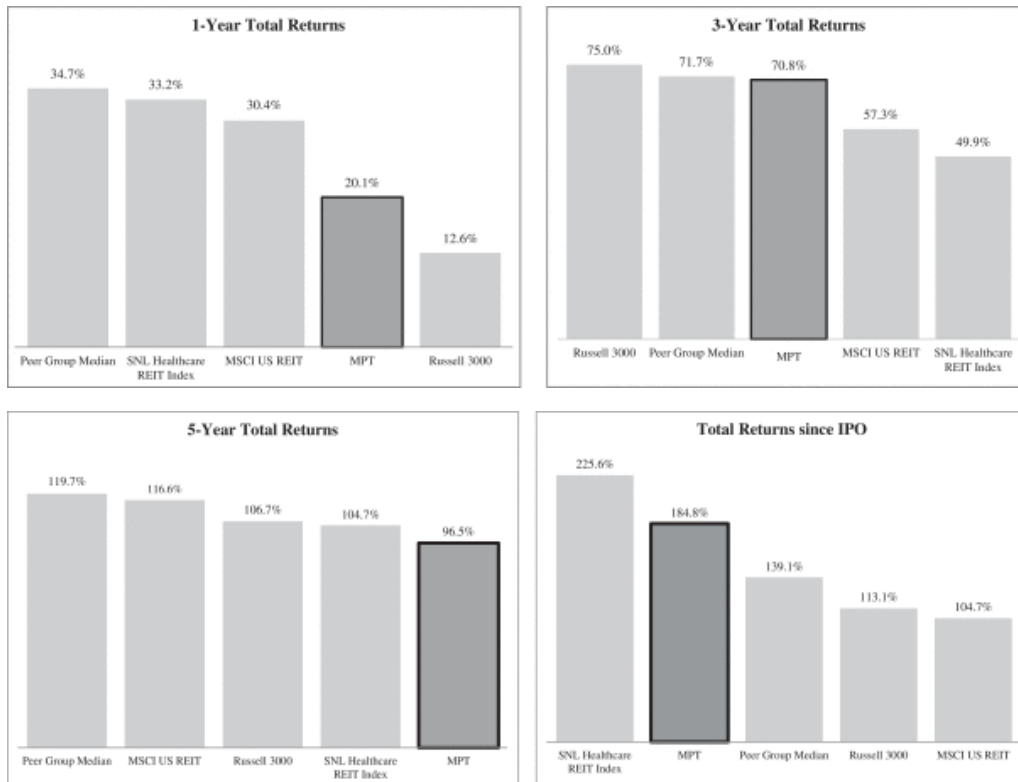 1-Year Total Returns
34.7%
33.2%
30.4%
20.1%
12.6%
Peer Group Median
SNL Healthcare
REIT Index
MSCI US REIT
MPT
Russell 3000
3-Year Total Returns
75.0%
71.7%
70.8%
57.3%
49.9%
Russell 3000
Peer Group Median
MPT
MSCI US REIT
SNL Healthcare
REIT Index
5-Year Total Returns
119.7%
116.6%
106.7%
104.7%
96.5%
Peer Group Median
MSCI US REIT
Russell 3000
SNL Healthcare
REIT Index
MPT
Total Returns since IPO
225.6%
184.8%
139.1%
113.1%
104.7%
SNL Healthcare
REIT Index
MPT
Peer Group Median
Russell 3000
MSCI US REIT